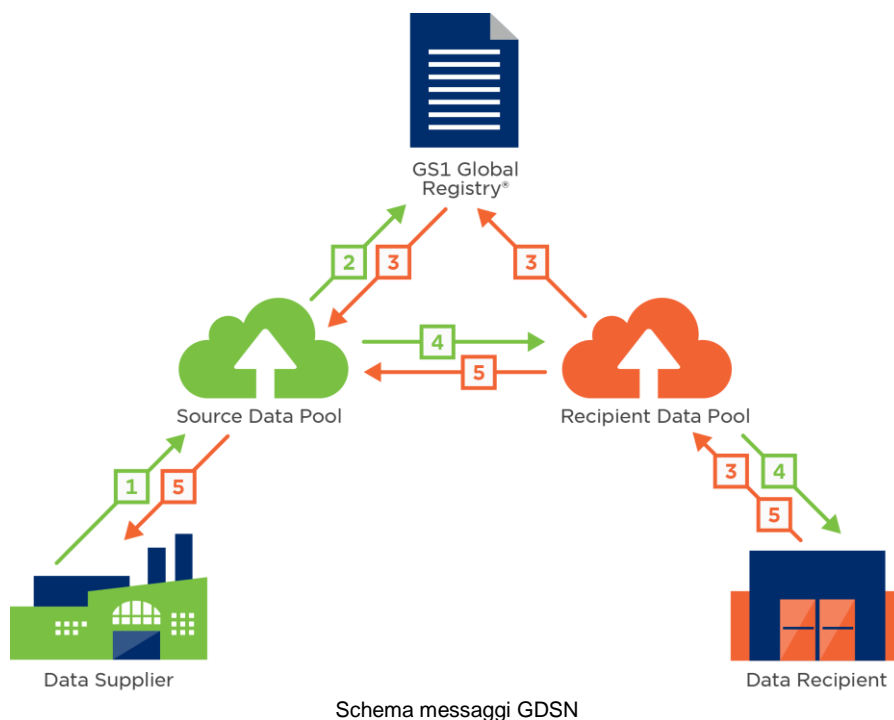 GS1 Global
Registry®
2
3
3
4
5
Source Data Pool
Recipient Data Pool
1
5
3
4
5
Data Supplier
Data Recipient
Schema messaggi GDSN